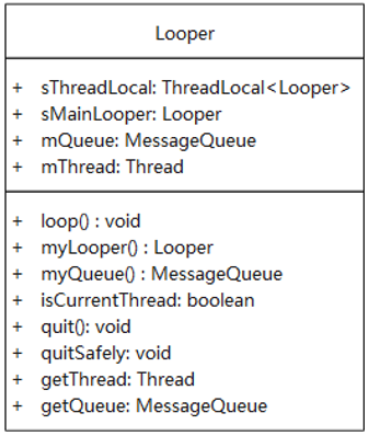 Looper
+ sThreadLocal: ThreadLocal<Looper>
+ sMainLooper: Looper
+ mQueue: MessageQueue
+ mThread: Thread
+ loop() : void
+ myLooper() : Looper
+ myQueue() : MessageQueue
+ isCurrentThread: boolean
+ quit(): void
+ quitSafely: void
+ getThread: Thread
+ getQueue: MessageQueue